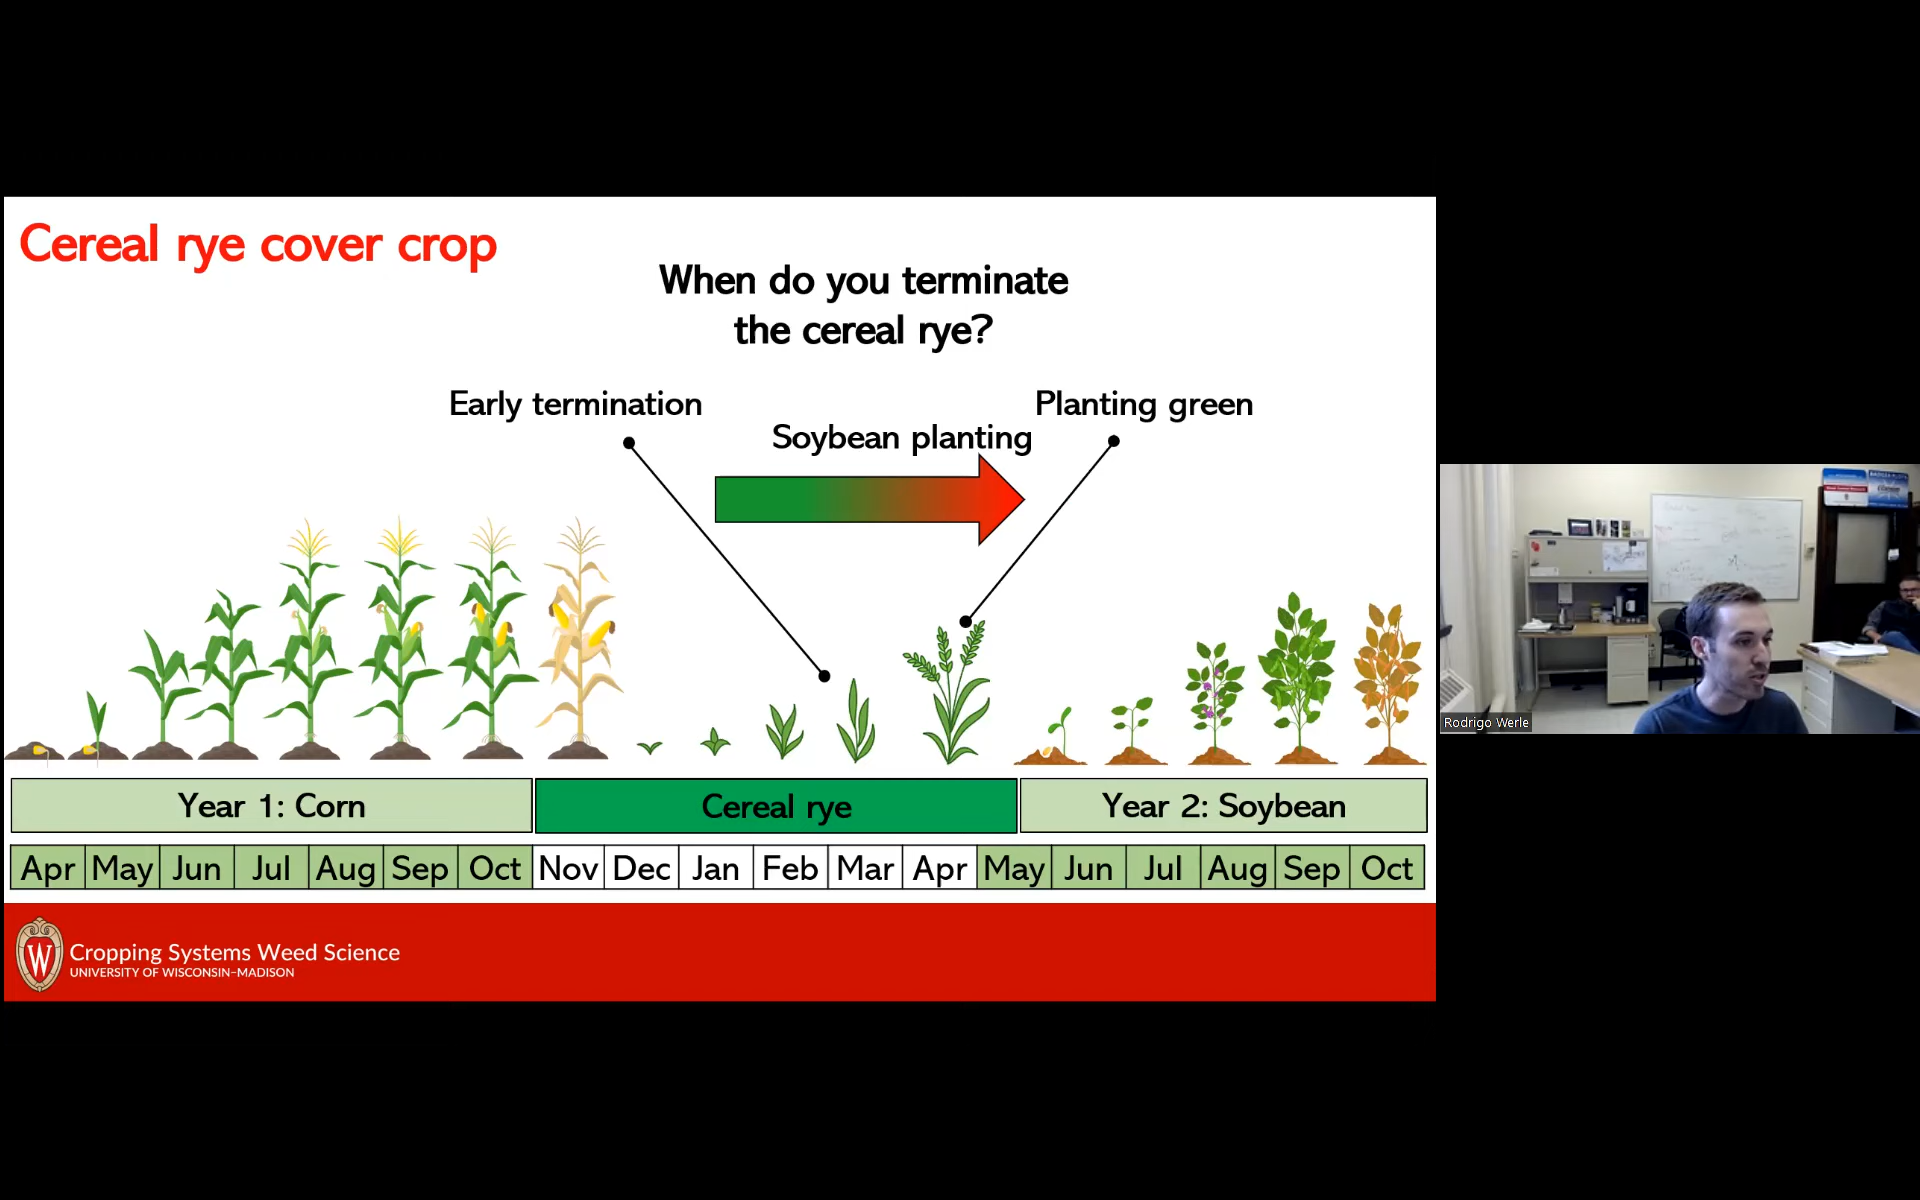 Cereal rye cover crop
When do you terminate
the cereal rye?
Early termination
Planting green
Soybean planting
Year 1: Corn
Cereal rye
Year 2: Soybean
Apr May Jun Jul Aug Sep Oct Nov Dec Jan Feb Mar Apr May Jun Jul Aug Sep Oct
W
Cropping Systems Weed Science
UNIVERSITY OF WISCONSIN–MADISON
Rodrigo Werle